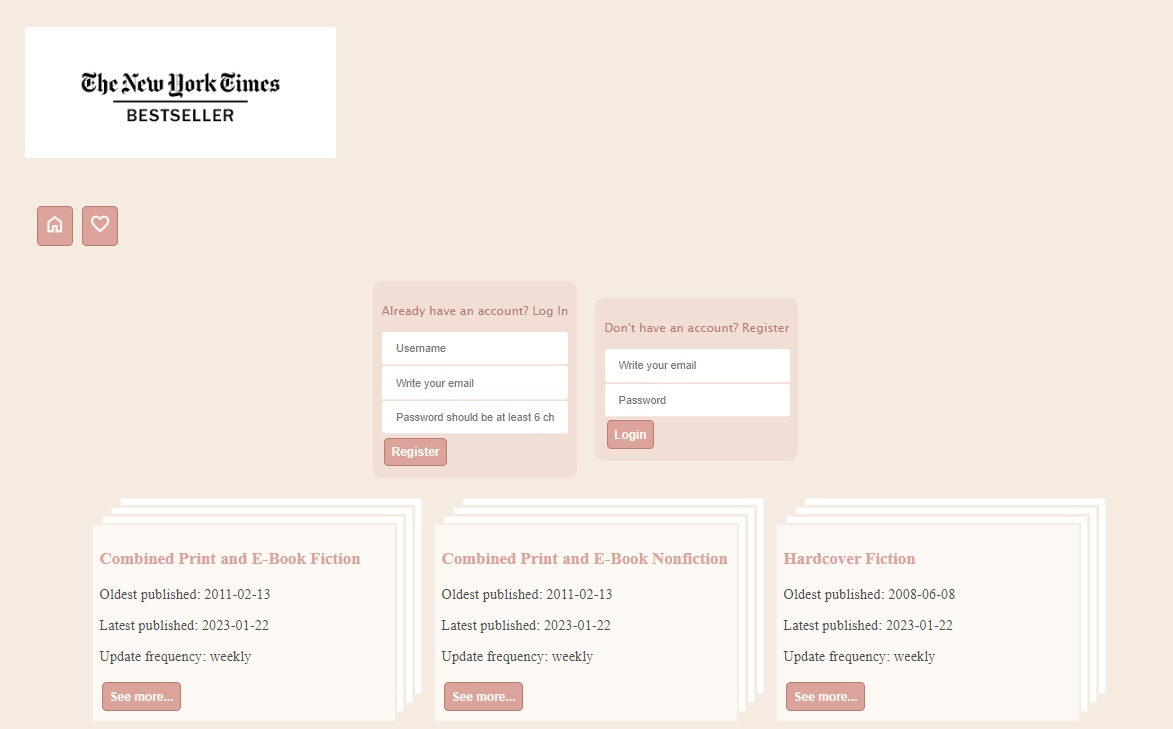 The New York Times
BESTSELLER
Already have an account? Log In
Username
Write your email
Password should be at least 6 ch
Register
Don't have an account? Register
Write your email
Password
Login
Combined Print and E-Book Fiction
Oldest published: 2011-02-13
Latest published: 2023-01-22
Update frequency: weekly
See more...
Combined Print and E-Book Nonfiction
Oldest published: 2011-02-13
Latest published: 2023-01-22
Update frequency: weekly
See more...
Hardcover Fiction
Oldest published: 2008-06-08
Latest published: 2023-01-22
Update frequency: weekly
See more...